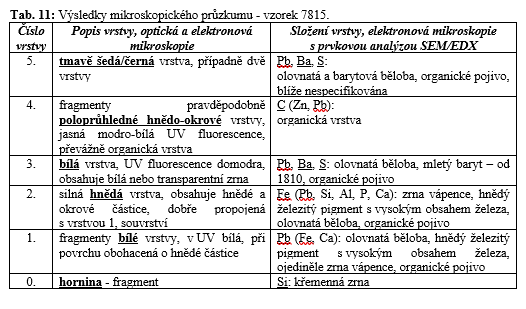 Tab. 11: Výsledky mikroskopického průzkumu - vzorek 7815.
Číslo vrstvy
Popis vrstvy, optická a elektronová mikroskopie
Složení vrstvy, elektronová mikroskopie s prvkovou analýzou SEM/EDX
5.
tmavě šedá/černá vrstva, případně dvě
vrstvy
Pb, Ba, S:
olovnatá a barytová běloba, organické pojivo,
blíže nespecifikována
4.
fragmenty pravděpodobně
poloprůhledné hnědo-okrové vrstvy,
jasná modro-bílá UV fluorescence,
převážně organická vrstva
C (Zn, Pb):
organická vrstva
3.
bílá vrstva, UV fluorescence domodra,
obsahuje bílá nebo transparentní zrna
Pb, Ba, S: olovnatá běloba, mletý baryt – od
1810, organické pojivo
2.
silná hnědá vrstva, obsahuje hnědé a
okrové částice, dobře propojená
s vrstvou 1, souvrství
Fe (Pb, Si, Al, P, Ca): zrna vápence, hnědý
železitý pigment s vysokým obsahem železa,
olovnatá běloba, organické pojivo
1.
fragmenty bílé vrstvy, v UV bílá, při
povrchu obohacená o hnědé částice
Pb (Fe, Ca): olovnatá běloba, hnědý železitý
pigment s vysokým obsahem železa,
ojediněle zrna vápence, organické pojivo
0.
hornina - fragment
Si: křemenná zrna